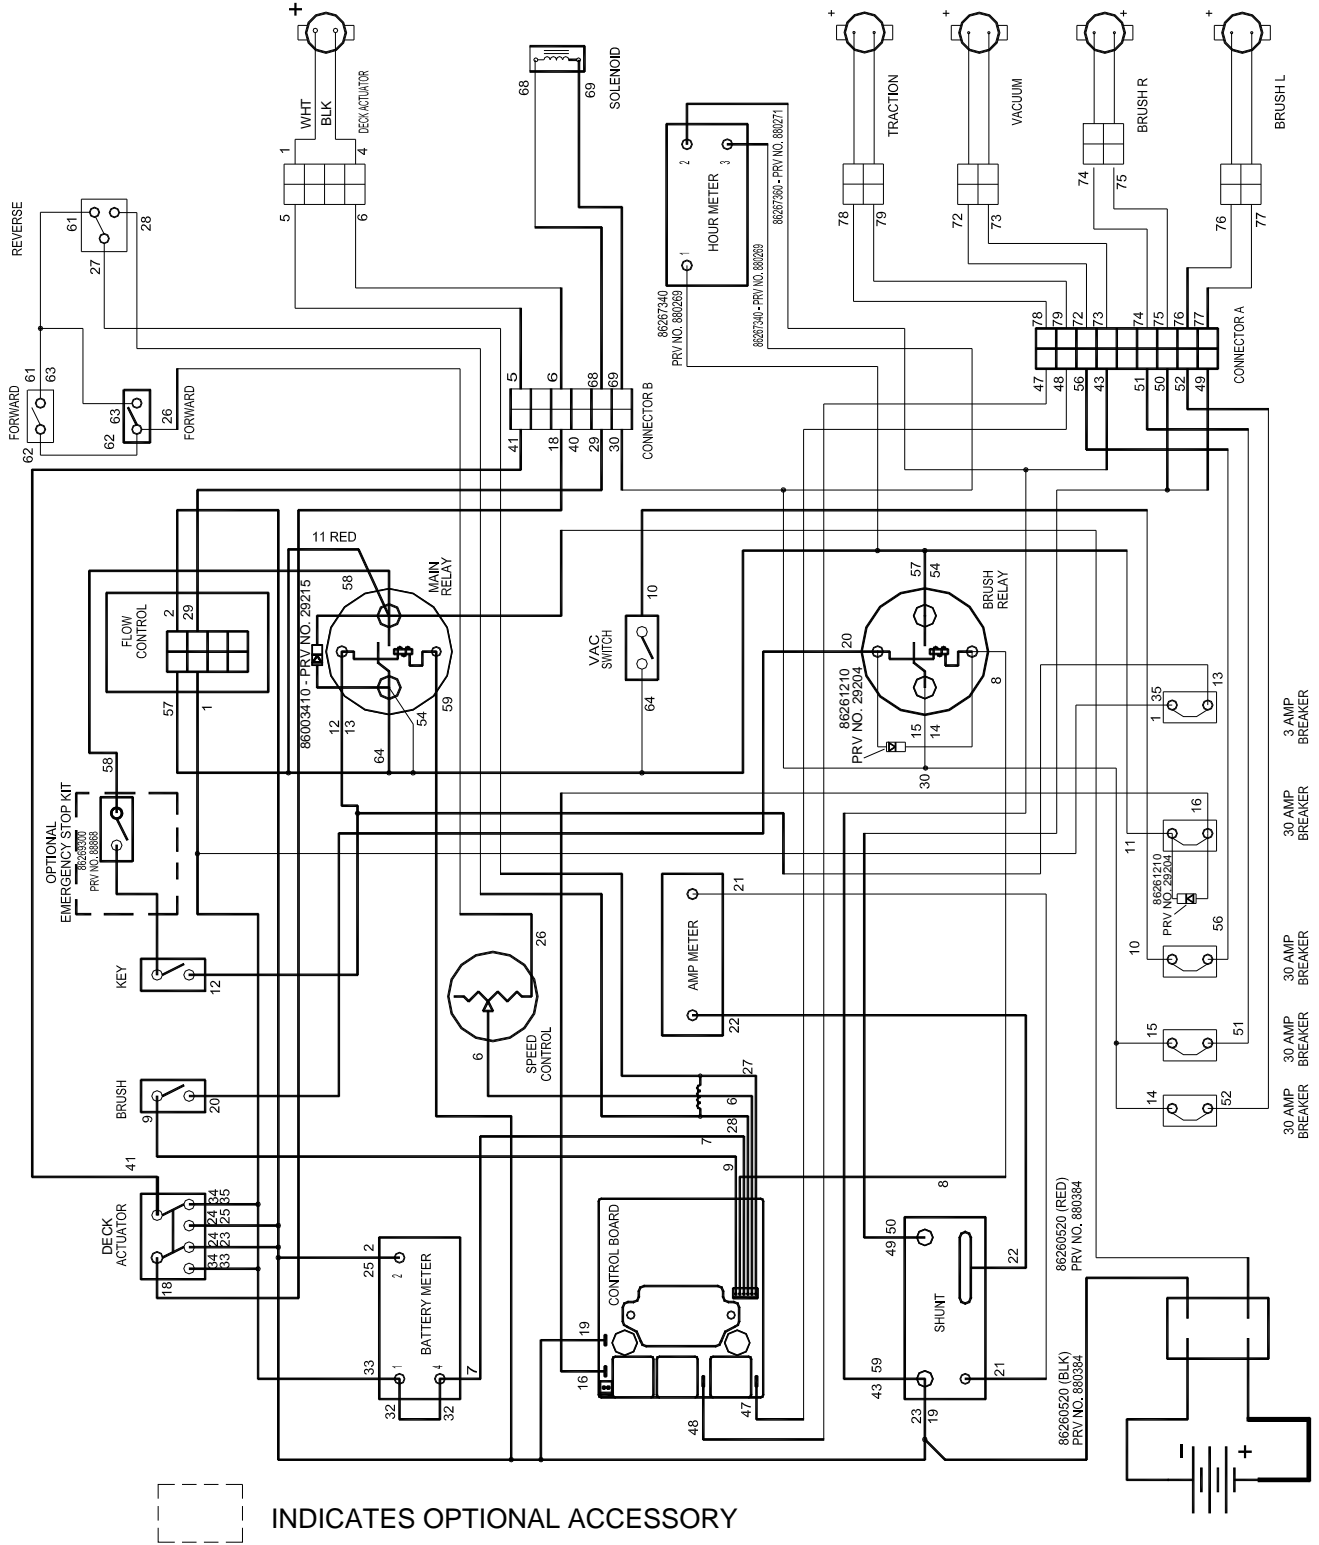 +
WHT
BLK
DECK ACTUATOR
1
4
5
6
68
69
SOLENOID
+
TRACTION
78
79
+
VACUUM
72
73
+
BRUSH R
74
75
+
BRUSH L
76
77
REVERSE
61
28
27
FORWARD
61
63
62
63
62
26
FORWARD
2
3
1
HOUR METER
86267340
PRV NO. 880269
86267340 - PRV NO. 880269
86267360 - PRV NO. 880271
5
6
68
69
41
18
40
29
30
CONNECTOR B
78
79
72
73
74
75
76
77
47
48
56
43
51
50
52
49
CONNECTOR A
FLOW
CONTROL
2
29
57
1
11 RED
58
MAIN
RELAY
86003410 - PRV NO. 29215
12
13
64
54
59
VAC
SWITCH
10
64
57
54
BRUSH
RELAY
20
8
15
14
30
86261210
PRV NO. 29204
35
1
13
3 AMP
BREAKER
58
OPTIONAL
EMERGENCY STOP KIT
86269300
PRV NO. 88868
11
16
86261210
PRV NO. 29204
30 AMP
BREAKER
KEY
12
26
6
SPEED
CONTROL
21
22
AMP METER
10
56
30 AMP
BREAKER
15
51
30 AMP
BREAKER
BRUSH
9
20
14
52
30 AMP
BREAKER
27
6
28
7
9
8
41
DECK
ACTUATOR
34
35
24
25
24
23
34
33
18
25
2
2
33
1
4
7
32
32
BATTERY METER
CONTROL BOARD
19
16
48
47
49
50
22
SHUNT
43
59
21
23
19
86260520 (RED)
PRV NO. 880384
86260520 (BLK)
PRV NO. 880384
-
+
INDICATES OPTIONAL ACCESSORY